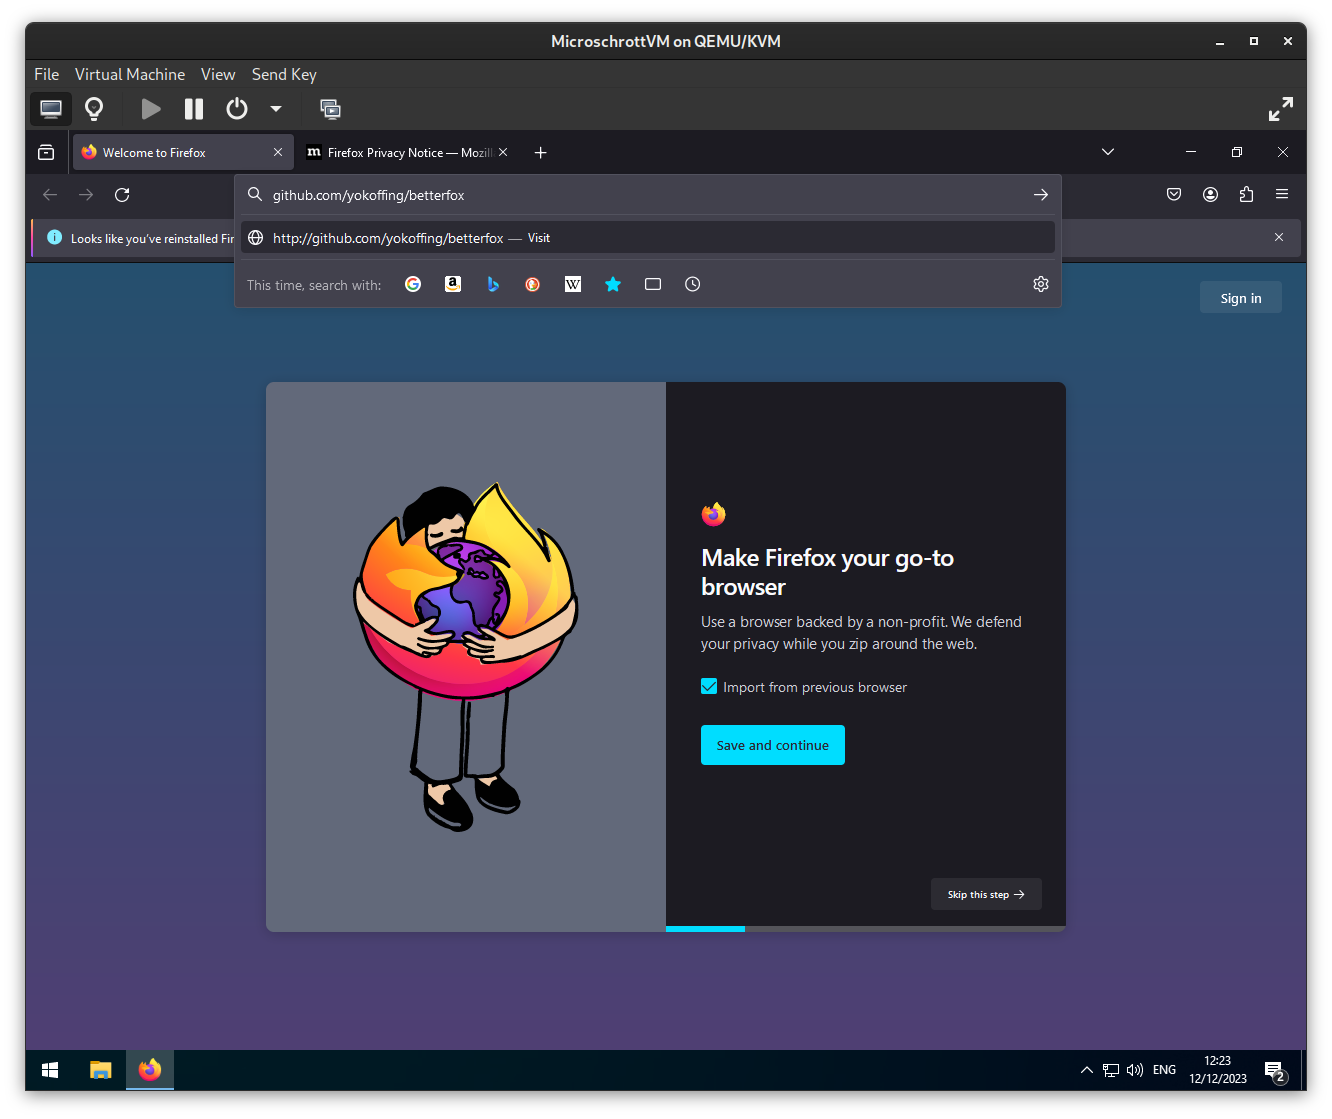 MicroschrottVM on QEMU/KVM
File Virtual Machine View Send Key
Welcome to Firefox
m Firefox Privacy Notice — Mozill
github.com/yokoffing/betterfox
Looks like you've reinstalled Fir
http://github.com/yokoffing/betterfox — Visit
This time, search with:
G
a
W
Sign in
Make Firefox your go-to
browser
Use a browser backed by a non-profit. We defend
your privacy while you zip around the web.
Import from previous browser
Save and continue
Skip this step
ENG
12:23
12/12/2023
2